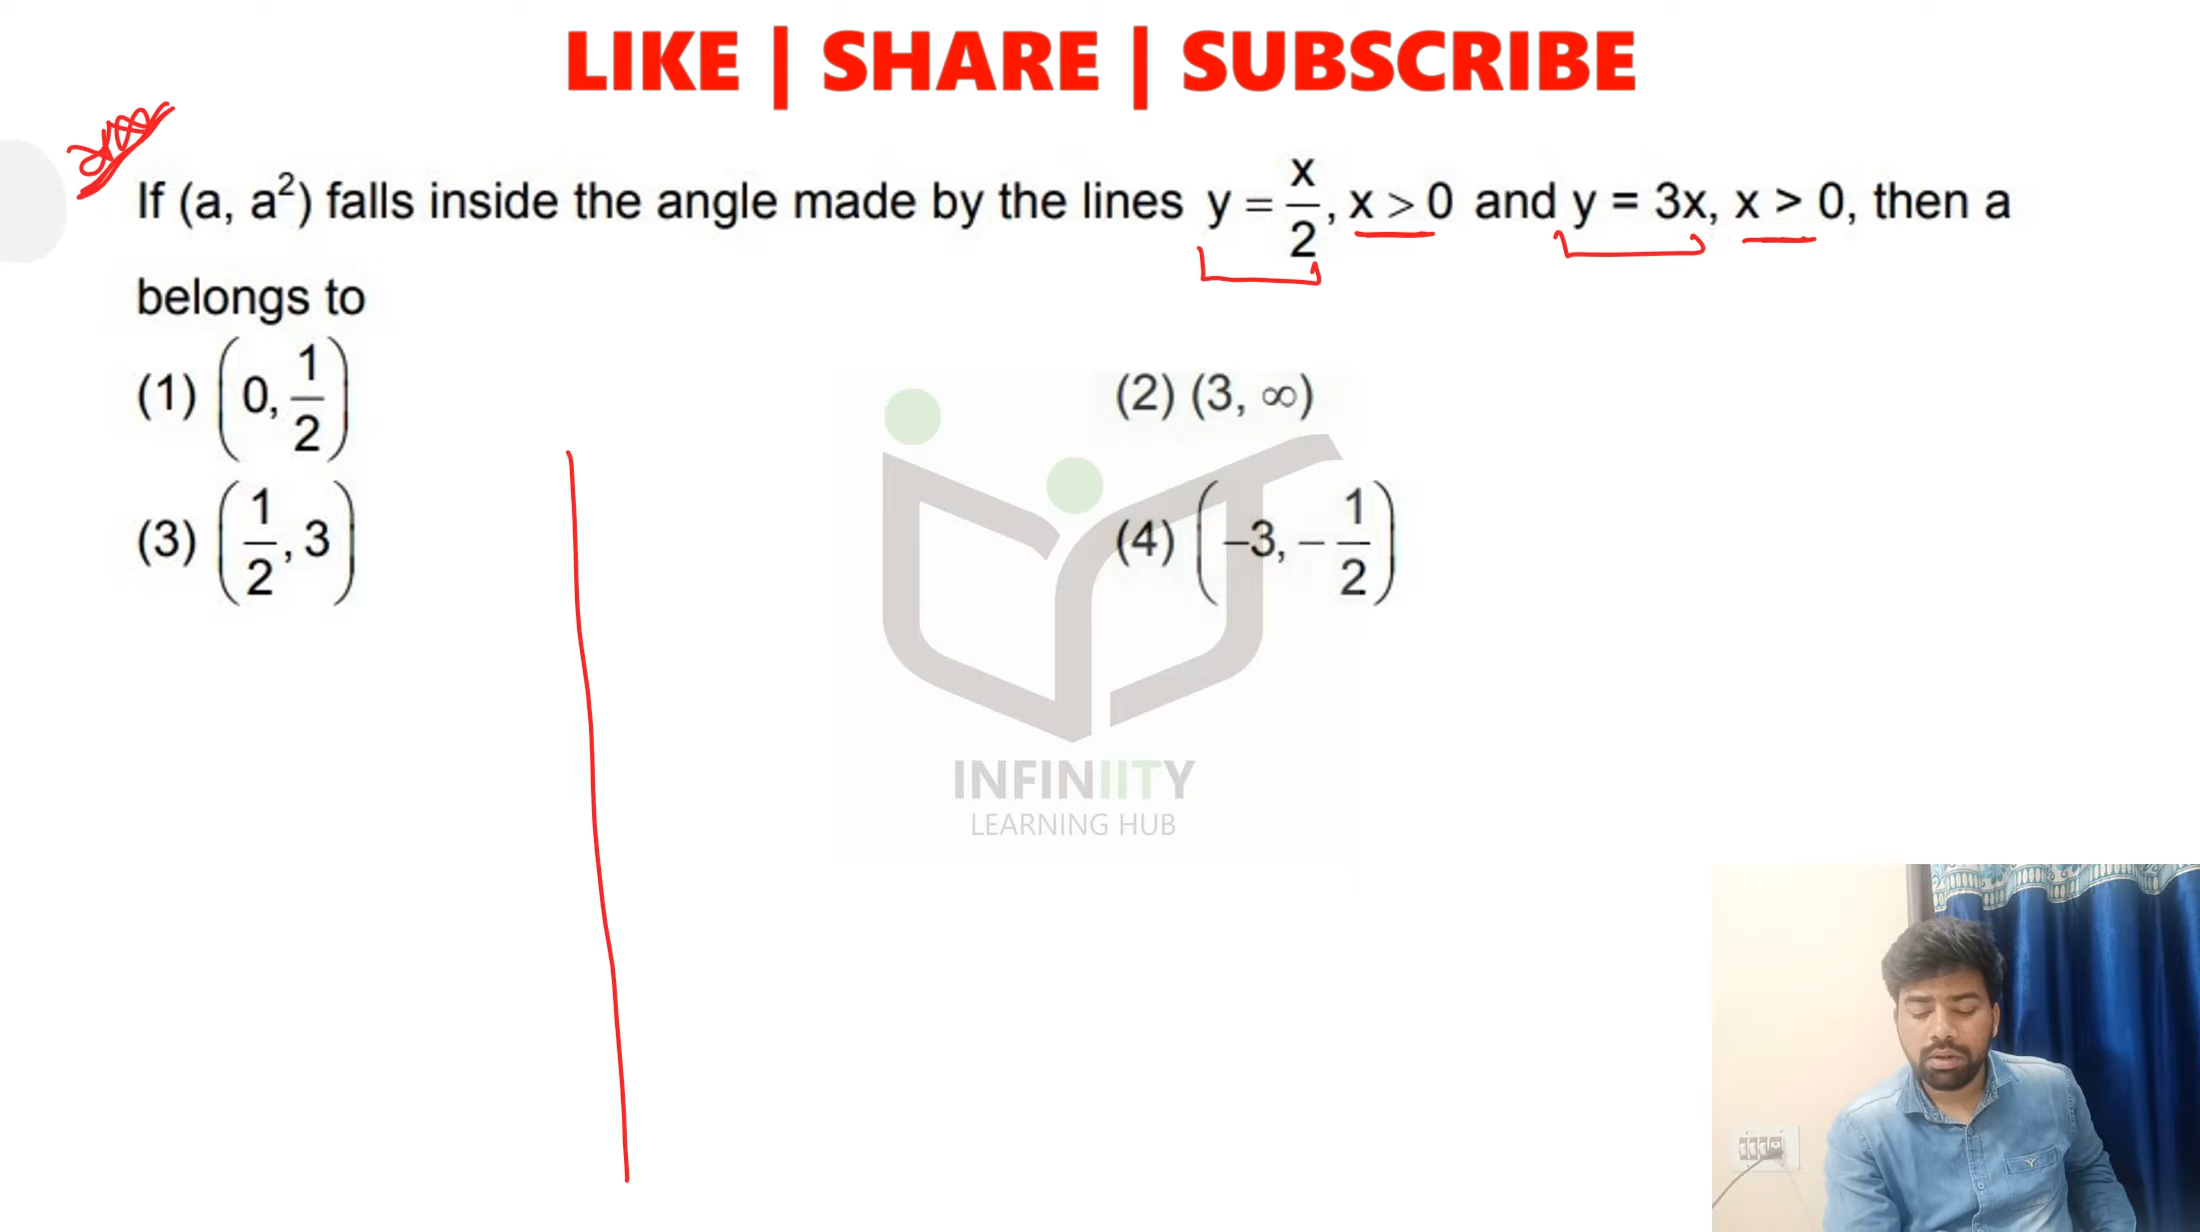 LIKE | SHARE | SUBSCRIBE
If (a, a²) falls inside the angle made by the lines y = x/2, x > 0 and y = 3x, x > 0, then a
belongs to
(1) (0, 1/2)
(2) (3, ∞)
(3) (1/2, 3)
(4) (–3, –1/2)
INFINIITY
LEARNING HUB